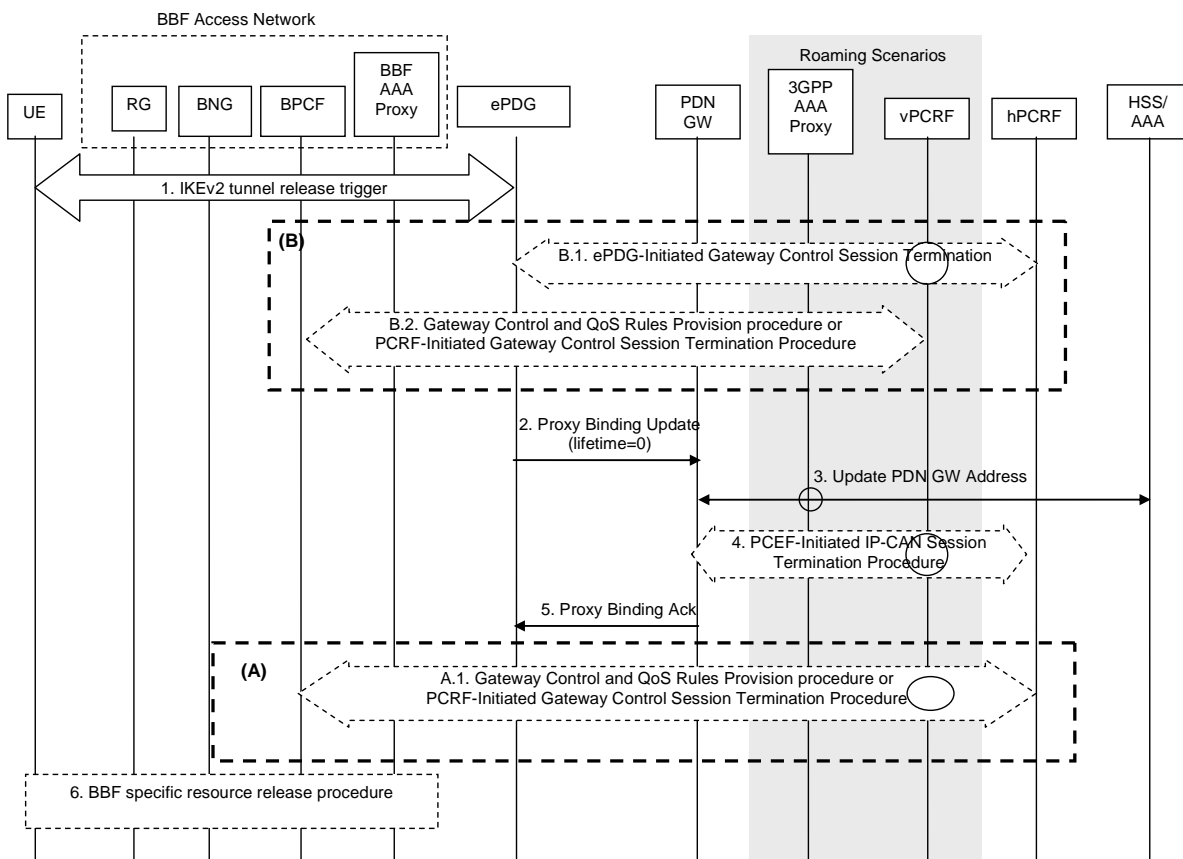 BBF Access Network
Roaming Scenarios
UE
RG
BNG
BPCF
BBF
AAA
Proxy
ePDG
PDN
GW
3GPP
AAA
Proxy
vPCRF
hPCRF
HSS/
AAA
1. IKEv2 tunnel release trigger
(B)
B.1. ePDG-Initiated Gateway Control Session Termination
B.2. Gateway Control and QoS Rules Provision procedure or
PCRF-Initiated Gateway Control Session Termination Procedure
2. Proxy Binding Update
(lifetime=0)
3. Update PDN GW Address
4. PCEF-Initiated IP-CAN Session
Termination Procedure
5. Proxy Binding Ack
(A)
A.1. Gateway Control and QoS Rules Provision procedure or
PCRF-Initiated Gateway Control Session Termination Procedure
6. BBF specific resource release procedure